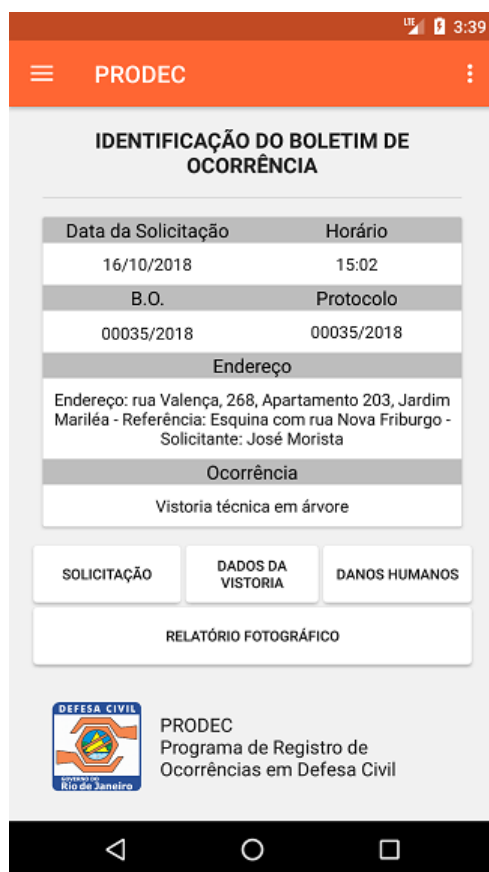 LTE 3:39
PRODEC
IDENTIFICAÇÃO DO BOLETIM DE
OCORRÊNCIA
Data da Solicitação Horário
16/10/2018 15:02
B.O. Protocolo
00035/2018 00035/2018
Endereço
Endereço: rua Valença, 268, Apartamento 203, Jardim
Mariléa - Referência: Esquina com rua Nova Friburgo -
Solicitante: José Morista
Ocorrência
Vistoria técnica em árvore
SOLICITAÇÃO
DADOS DA
VISTORIA
DANOS HUMANOS
RELATÓRIO FOTOGRÁFICO
DEFESA CIVIL
GOVERNO DO
Rio de Janeiro
PRODEC
Programa de Registro de
Ocorrências em Defesa Civil